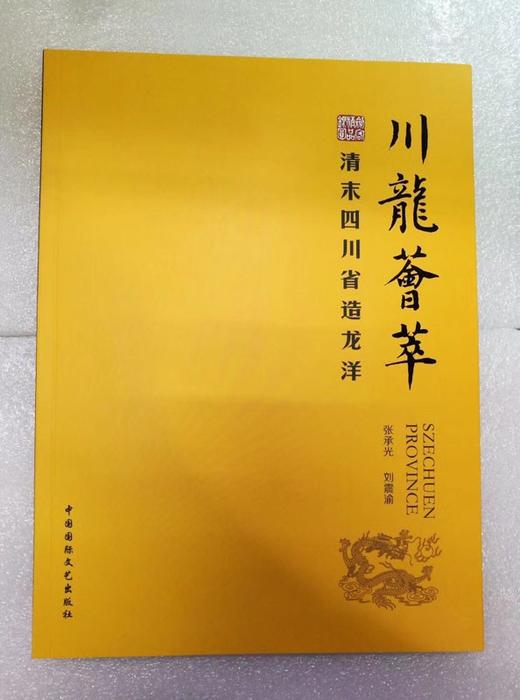 川龍薈萃
清末四川省造龙洋
SZECHUEN
PROVINCE
张承光 刘震瀹
中国国际文艺出版社